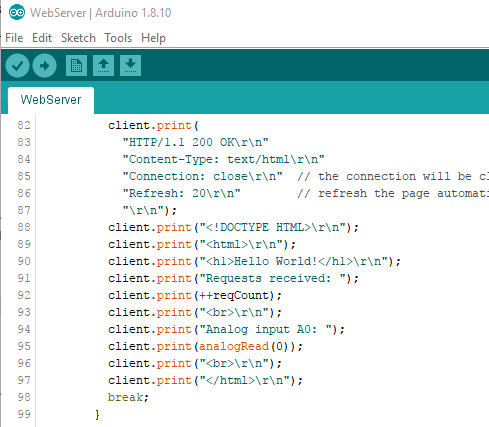 WebServer | Arduino 1.8.10
File Edit Sketch Tools Help
WebServer
82 client.print(
83 "HTTP/1.1 200 OK\r\n"
84 "Content-Type: text/html\r\n"
85 "Connection: close\r\n"  // the connection will be cl
86 "Refresh: 20\r\n"        // refresh the page automati
87 "\r\n");
88 client.print("<!DOCTYPE HTML>\r\n");
89 client.print("<html>\r\n");
90 client.print("<h1>Hello World!</h1>\r\n");
91 client.print("Requests received: ");
92 client.print(++reqCount);
93 client.print("<br>\r\n");
94 client.print("Analog input A0: ");
95 client.print(analogRead(0));
96 client.print("<br>\r\n");
97 client.print("</html>\r\n");
98 break;
99 }